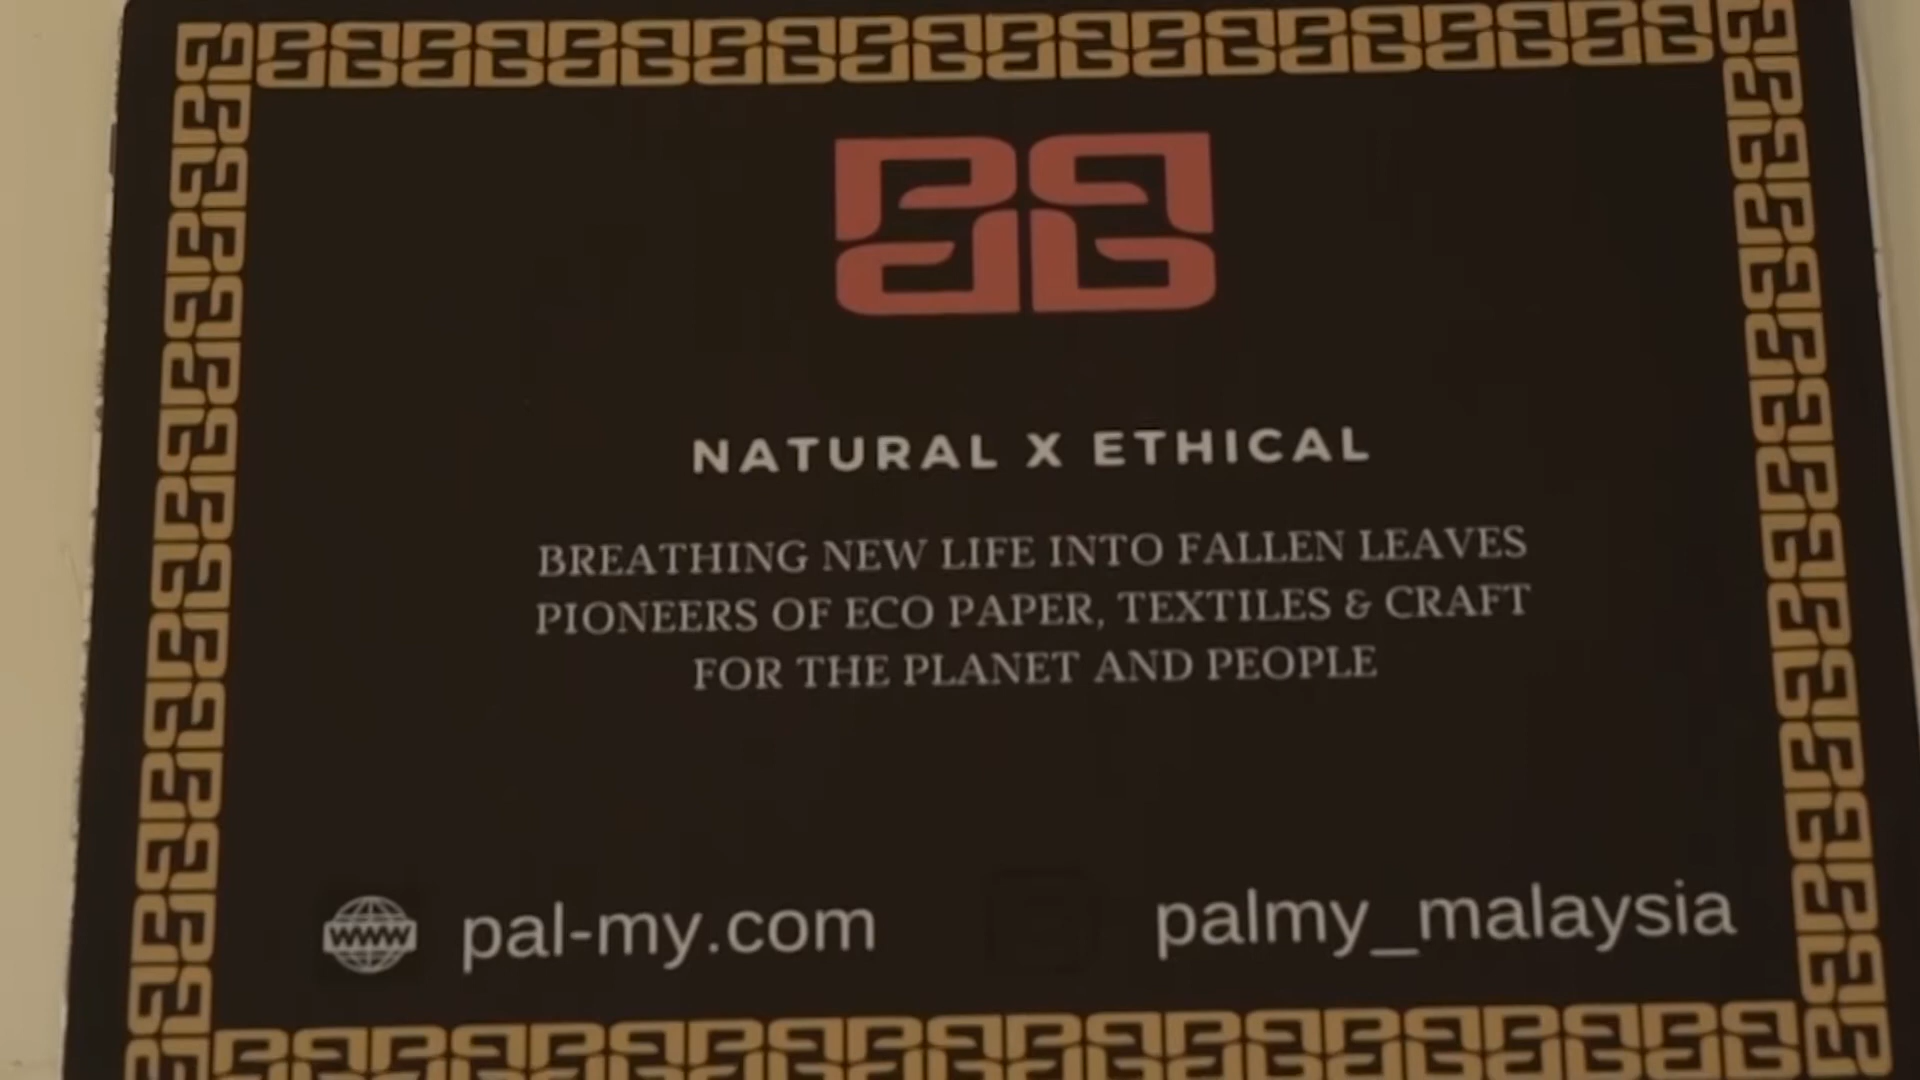 NATURAL X ETHICAL
BREATHING NEW LIFE INTO FALLEN LEAVES
PIONEERS OF ECO PAPER, TEXTILES & CRAFT
FOR THE PLANET AND PEOPLE
www pal-my.com
palmy_malaysia